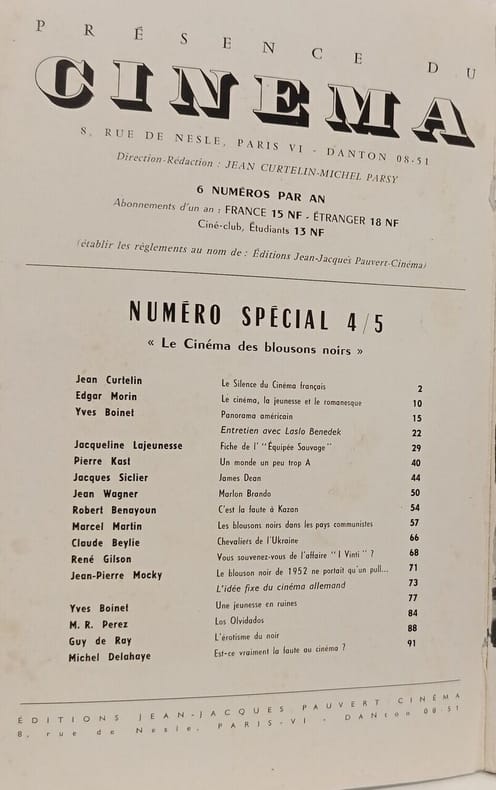 PRÉSENCE DU
CINEMA
8, RUE DE NESLE, PARIS VI - DANTON 08-51
Direction-Rédaction : JEAN CURTELIN-MICHEL PARSY
6 NUMÉROS PAR AN
Abonnements d'un an : FRANCE 15 NF - ÉTRANGER 18 NF
Ciné-club, Étudiants 13 NF
(établir les règlements au nom de : Éditions Jean-Jacques Pauvert-Cinéma)
NUMÉRO SPÉCIAL 4/5
« Le Cinéma des blousons noirs »
Jean Curtelin Le Silence du Cinéma français 2
Edgar Morin Le cinéma, la jeunesse et le romanesque 10
Yves Boinet Panorama américain 15
Entretien avec Laslo Benedek 22
Jacqueline Lajeunesse Fiche de l' "Équipée Sauvage" 29
Pierre Kast Un monde un peu trop A 40
Jacques Siclier James Dean 44
Jean Wagner Marlon Brando 50
Robert Benayoun C'est la faute à Kazan 54
Marcel Martin Les blousons noirs dans les pays communistes 57
Claude Beylie Chevaliers de l'Ukraine 66
René Gilson Vous souvenez-vous de l'affaire "I Vinti" ? 68
Jean-Pierre Mocky Le blouson noir de 1952 ne portait qu'un pull... 71
L'idée fixe du cinéma allemand 73
Yves Boinet Une jeunesse en ruines 77
M. R. Perez Los Olvidados 84
Guy de Ray L'érotisme du noir 88
Michel Delahaye Est-ce vraiment la faute au cinéma ? 91
ÉDITIONS JEAN-JACQUES PAUVERT CINÉMA
8, rue de Nesle, PARIS-VI - DANton 08-51